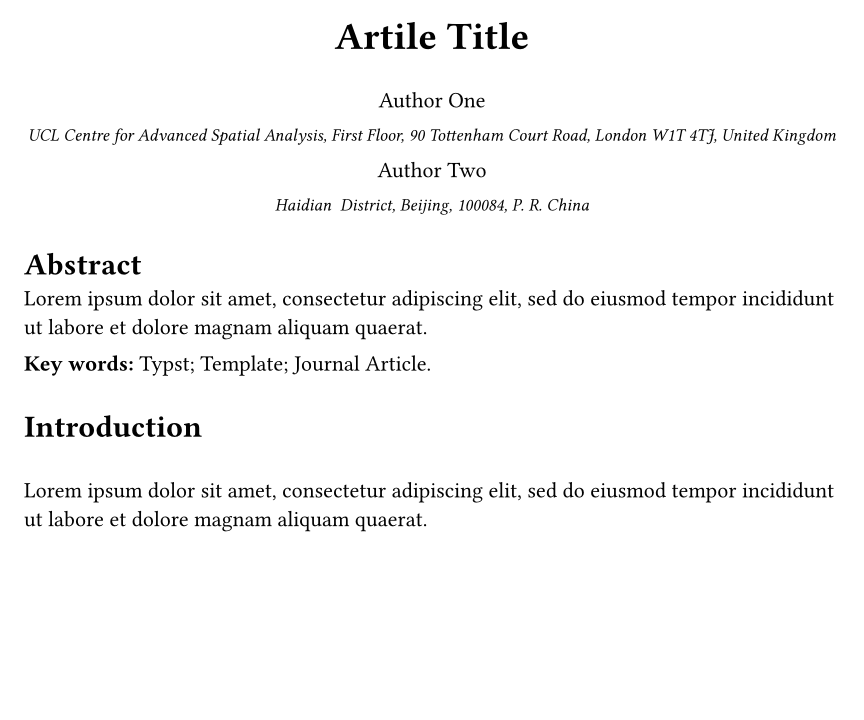 Artile Title
Author One
UCL Centre for Advanced Spatial Analysis, First Floor, 90 Tottenham Court Road, London W1T 4TJ, United Kingdom
Author Two
Haidian  District, Beijing, 100084, P. R. China
Abstract
Lorem ipsum dolor sit amet, consectetur adipiscing elit, sed do eiusmod tempor incididunt
ut labore et dolore magnam aliquam quaerat.
Key words: Typst; Template; Journal Article.
Introduction
Lorem ipsum dolor sit amet, consectetur adipiscing elit, sed do eiusmod tempor incididunt
ut labore et dolore magnam aliquam quaerat.